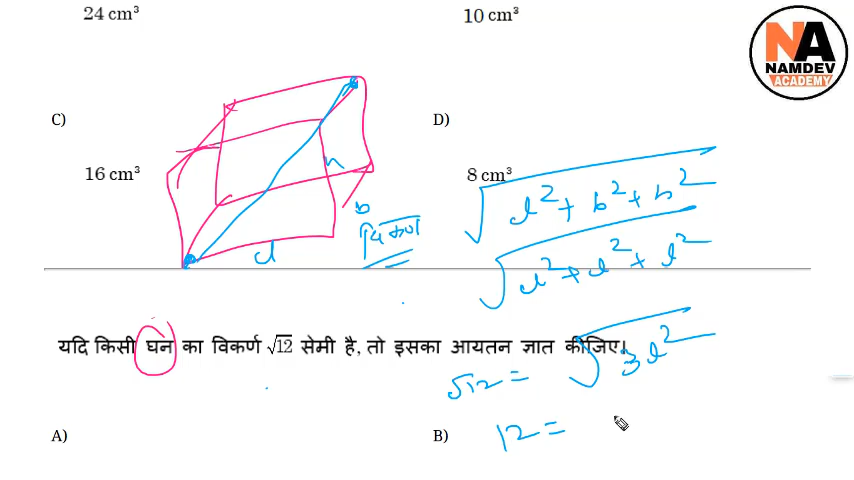 24 cm³
10 cm³
NA
NAMDEV
ACADEMY
C)
D)
16 cm³
8 cm³
h
b
l
विकर्ण
√l² + b² + h²
√l² + l² + l²
यदि किसी घन का विकर्ण √12 सेमी है, तो इसका आयतन ज्ञात कीजिए।
√12 = √3l²
A)
B)
12 =